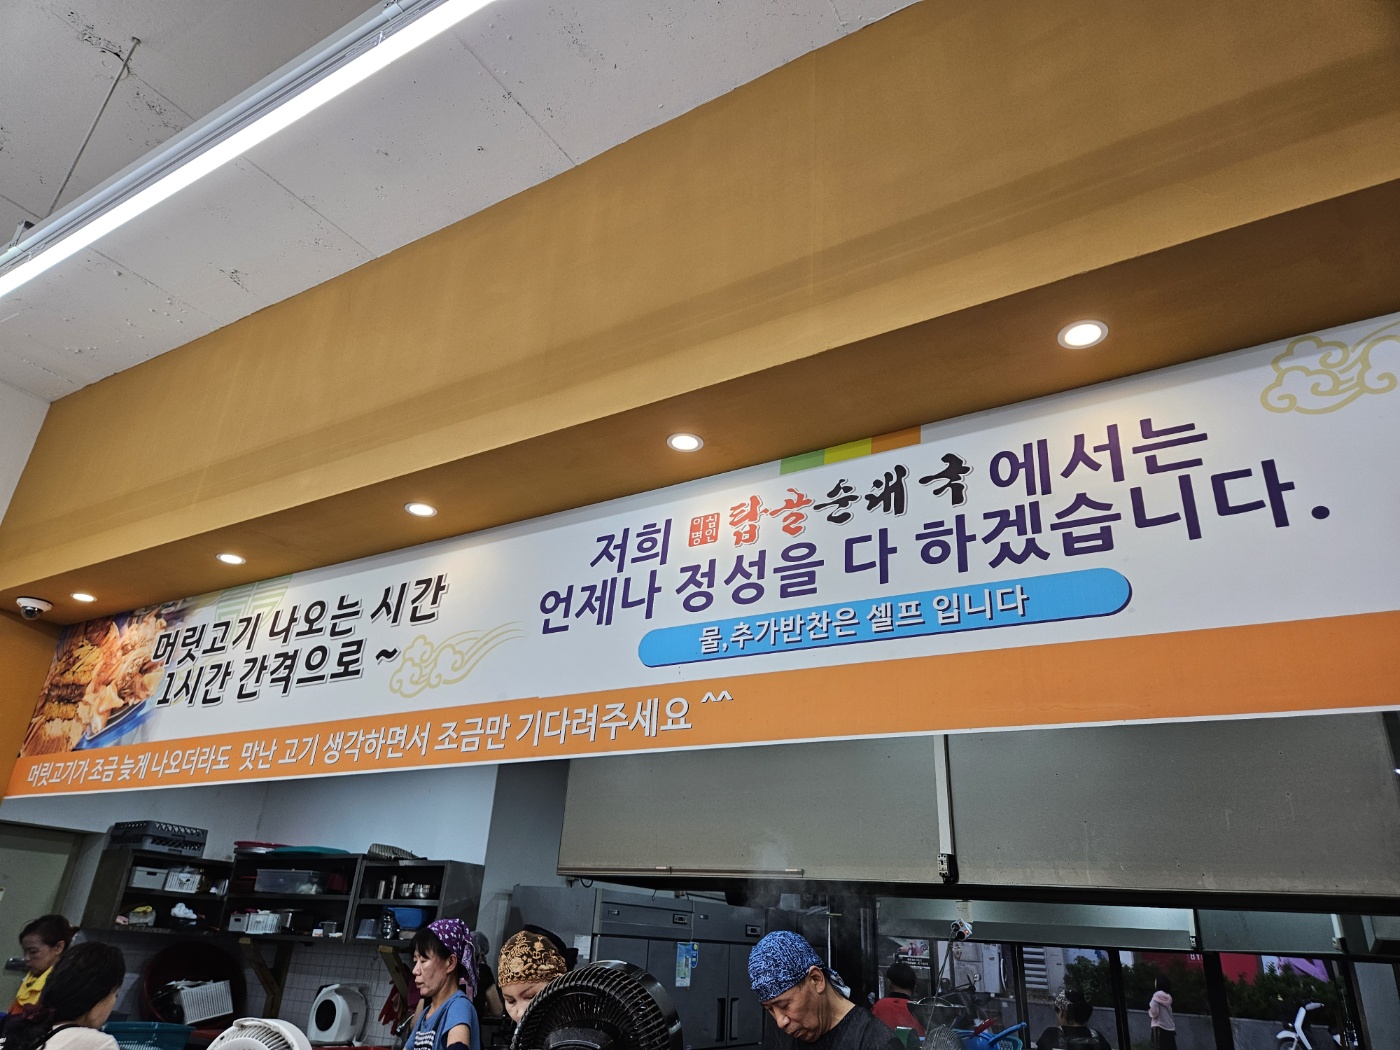 머릿고기 나오는 시간
1시간 간격으로 ~
저희 이명 심인 탑골순대국 에서는
언제나 정성을 다 하겠습니다.
물,추가반찬은 셀프 입니다
머릿고기가 조금 늦게 나오더라도 맛난 고기 생각하면서 조금만 기다려주세요 ^^